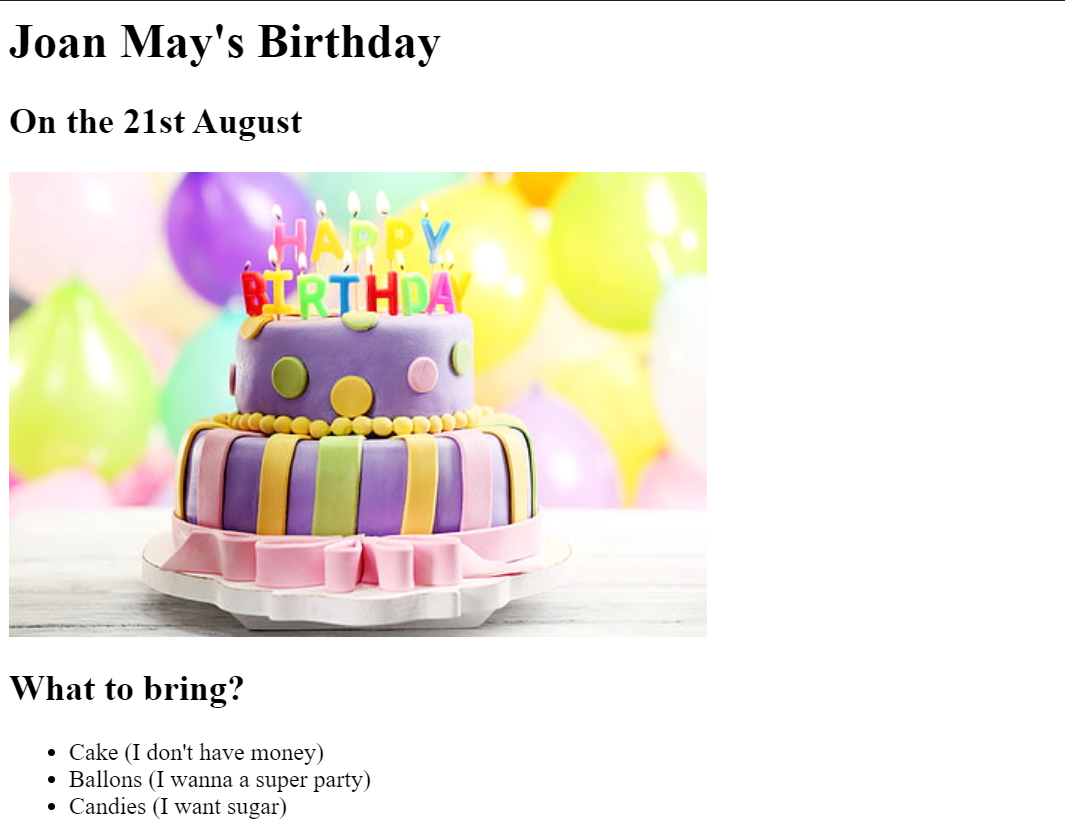 Joan May's Birthday
On the 21st August
HAPPY
BIRTHDAY
What to bring?
Cake (I don't have money)
Ballons (I wanna a super party)
Candies (I want sugar)